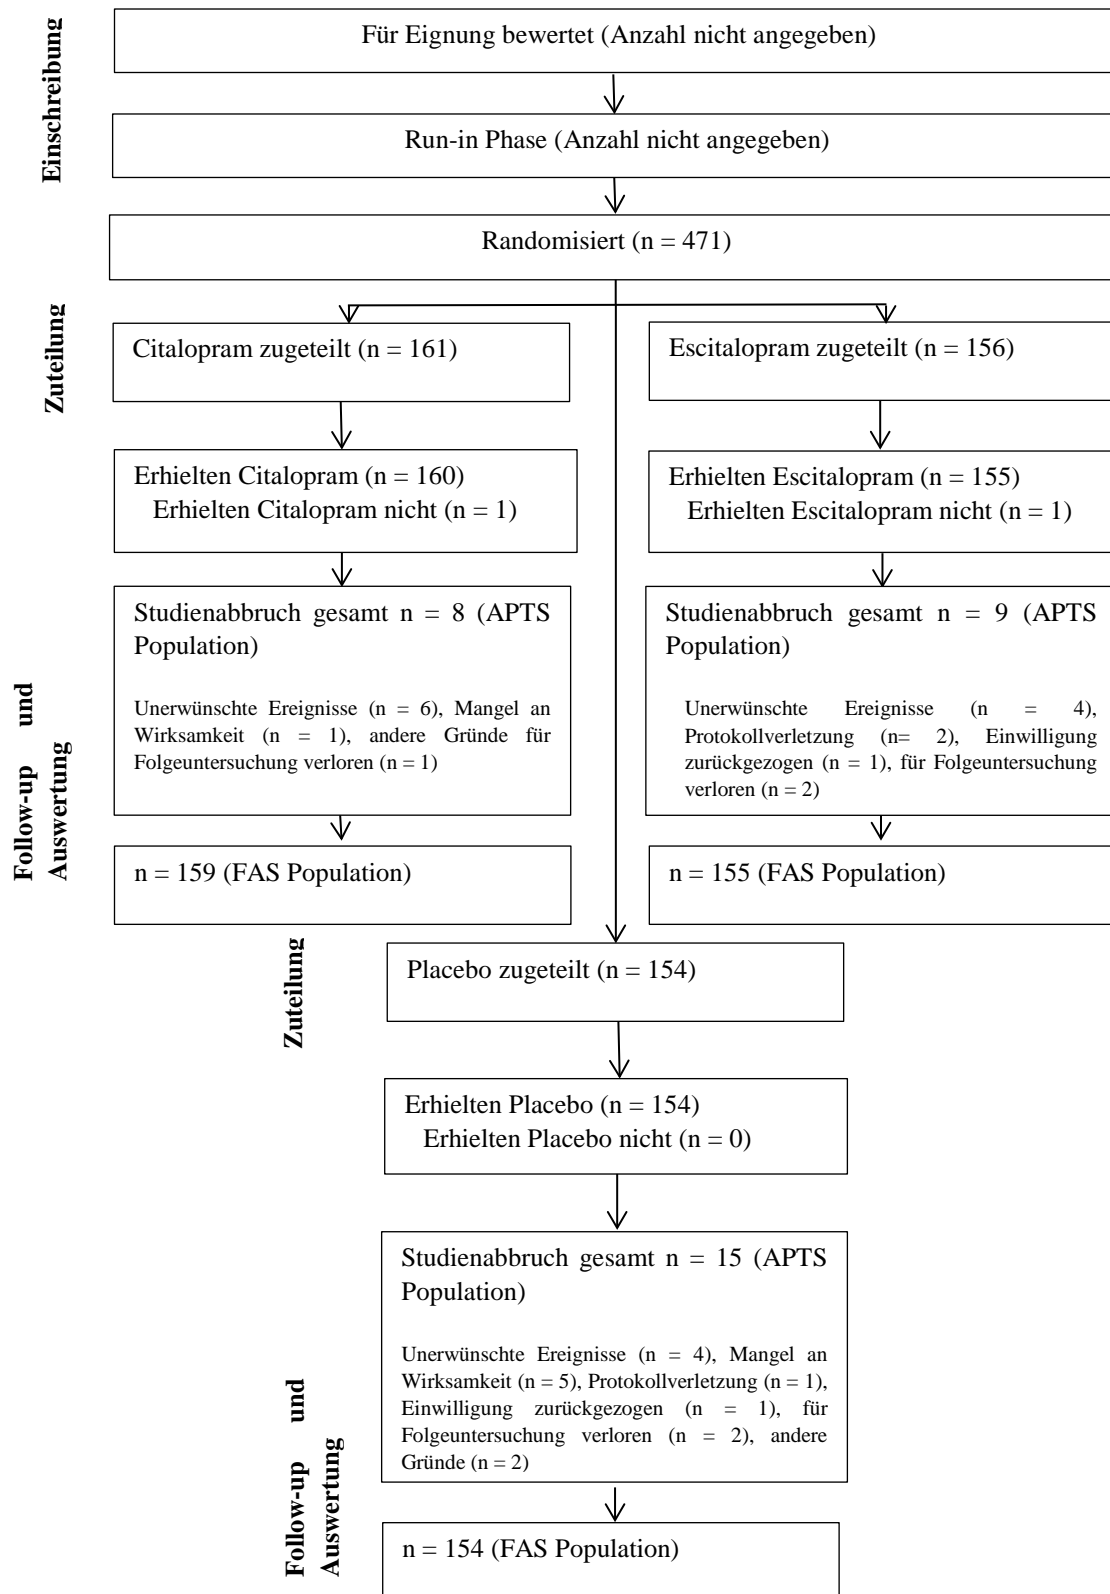 Einschreibung
Für Eignung bewertet (Anzahl nicht angegeben)
Run-in Phase (Anzahl nicht angegeben)
Randomisiert (n = 471)
Zuteilung
Citalopram zugeteilt (n = 161)
Escitalopram zugeteilt (n = 156)
Erhielten Citalopram (n = 160)
Erhielten Citalopram nicht (n = 1)
Erhielten Escitalopram (n = 155)
Erhielten Escitalopram nicht (n = 1)
Follow-up und
Auswertung
Studienabbruch gesamt n = 8 (APTS
Population)
Unerwünschte Ereignisse (n = 6), Mangel an
Wirksamkeit (n = 1), andere Gründe für
Folgeuntersuchung verloren (n = 1)
Studienabbruch gesamt n = 9 (APTS
Population)
Unerwünschte Ereignisse (n = 4),
Protokollverletzung (n= 2), Einwilligung
zurückgezogen (n = 1), für Folgeuntersuchung
verloren (n = 2)
n = 159 (FAS Population)
n = 155 (FAS Population)
Zuteilung
Placebo zugeteilt (n = 154)
Erhielten Placebo (n = 154)
Erhielten Placebo nicht (n = 0)
Follow-up und
Auswertung
Studienabbruch gesamt n = 15 (APTS
Population)
Unerwünschte Ereignisse (n = 4), Mangel an
Wirksamkeit (n = 5), Protokollverletzung (n = 1),
Einwilligung zurückgezogen (n = 1), für
Folgeuntersuchung verloren (n = 2), andere
Gründe (n = 2)
n = 154 (FAS Population)